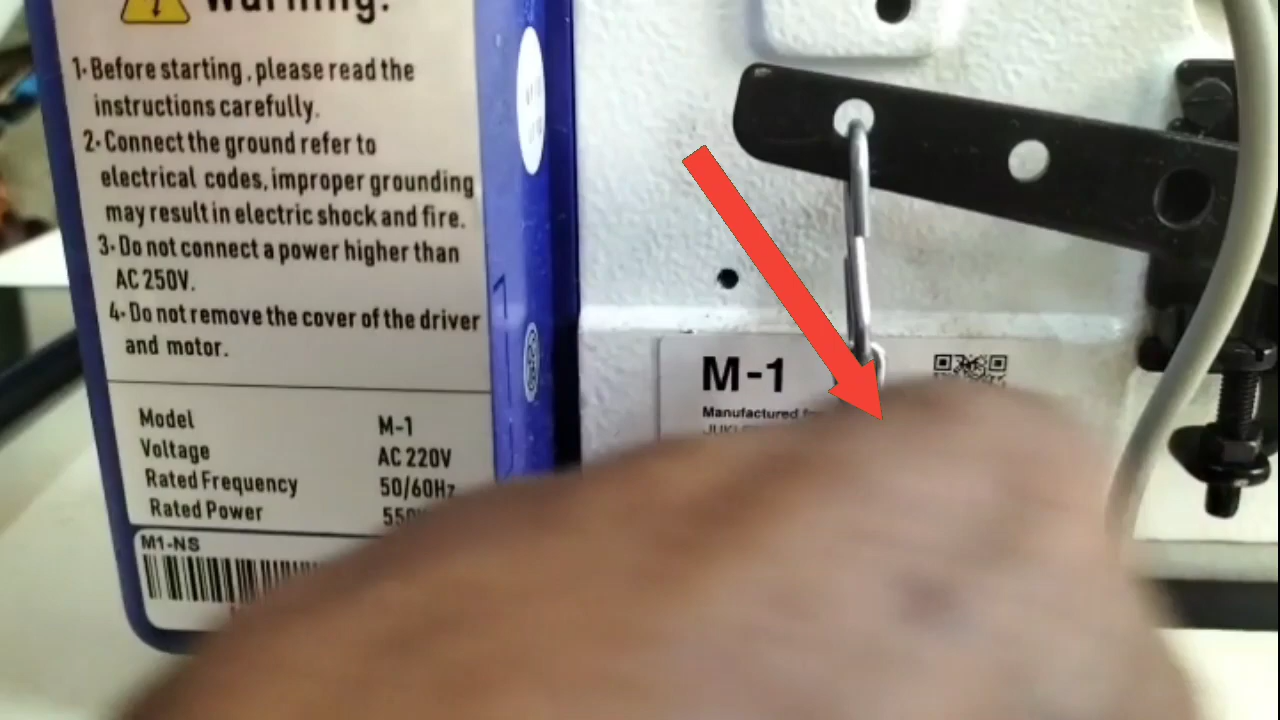 Warning!
1- Before starting, please read the
instructions carefully.
2- Connect the ground refer to
electrical codes, improper grounding
may result in electric shock and fire.
3- Do not connect a power higher than
AC 250V.
4- Do not remove the cover of the driver
and motor.
Model M-1
Voltage AC 220V
Rated Frequency 50/60Hz
Rated Power
M1-NS
M-1
Manufactured